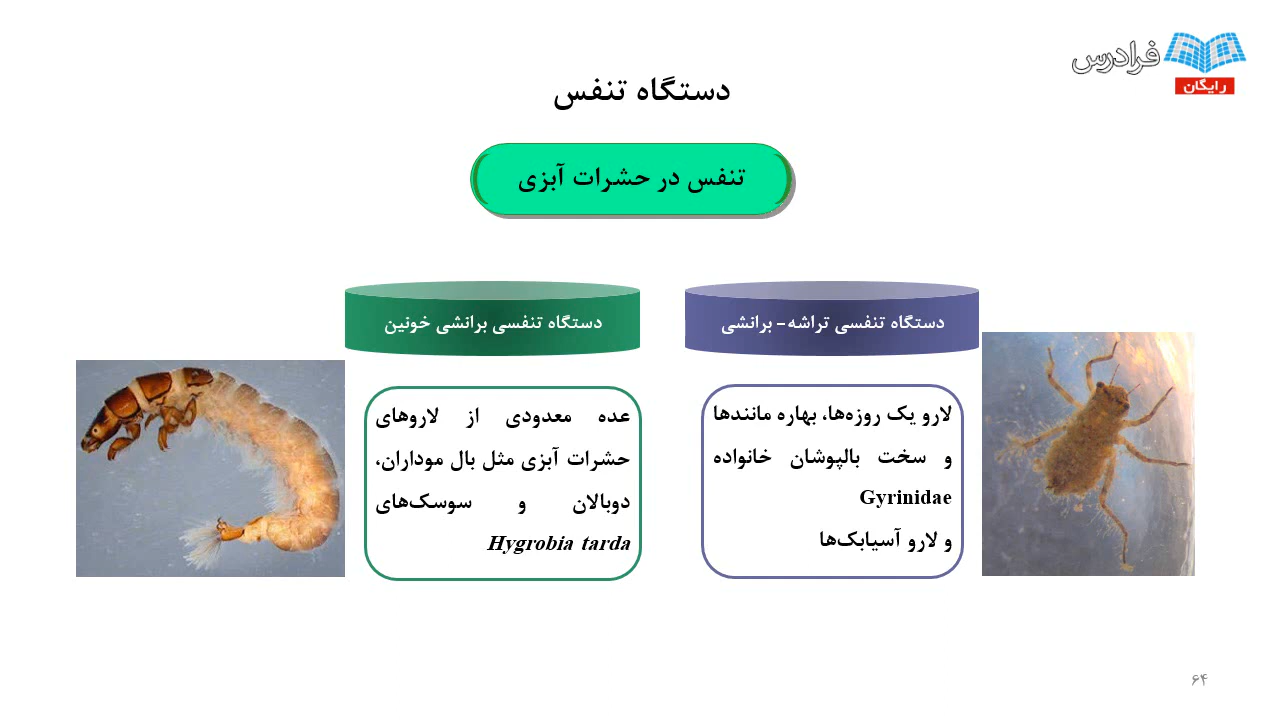 فرادرس
رایگان
دستگاه تنفس
تنفس در حشرات آبزی
دستگاه تنفسی تراشه- برانشی
لارو یک روزه‌ها، بهاره مانندها
و سخت بالپوشان خانواده
Gyrinidae
و لارو آسیابک‌ها
دستگاه تنفسی برانشی خونین
عده معدودی از لاروهای
حشرات آبزی مثل بال موداران،
دوبالان و سوسک‌های
Hygrobia tarda
۶۴